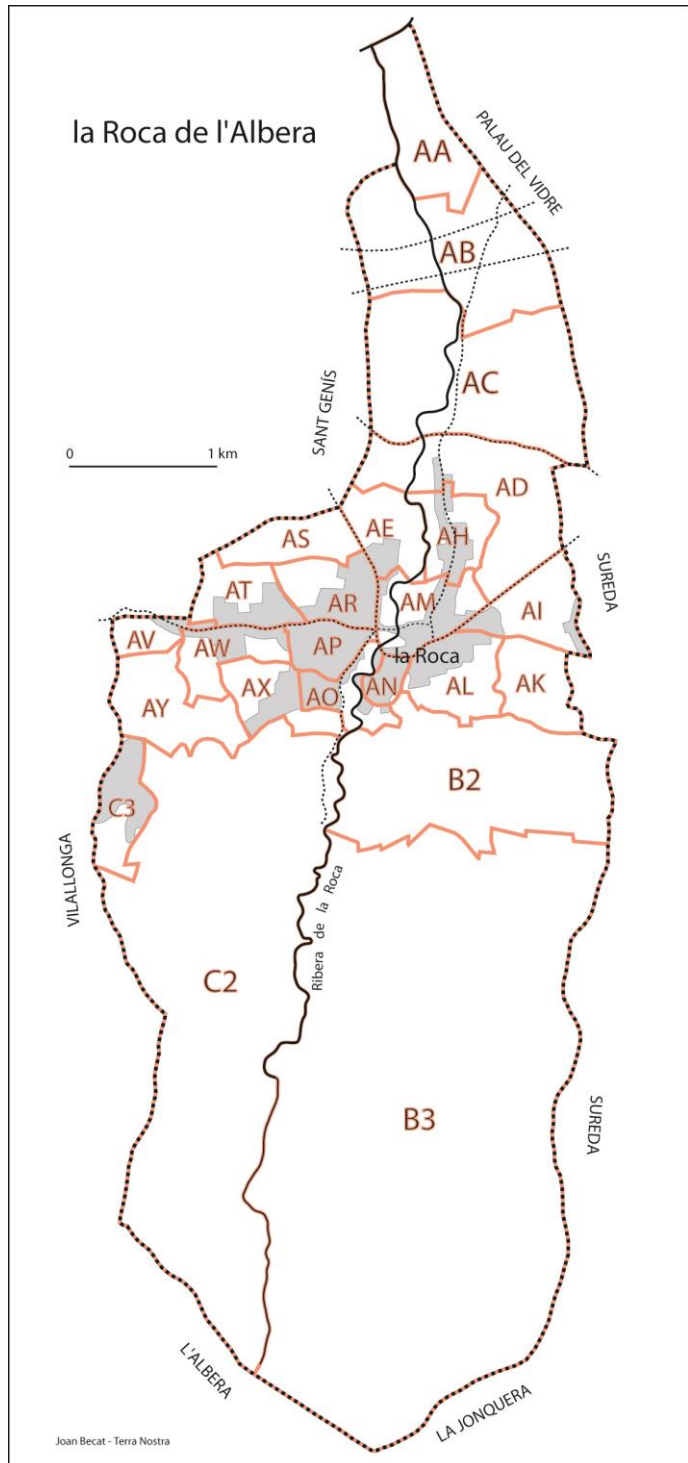 la Roca de l'Albera
AA
PALAU DEL VIDRE
AB
AC
SANT GENÍS
0 1 km
AD
AS
AE
AH
SUREDA
AT
AR
AM
AI
AV
AW
AP
la Roca
AY
AX
AO
AN
AL
AK
C3
B2
VILALLONGA
Ribera de la Roca
C2
B3
SUREDA
L'ALBERA
LA JONQUERA
Joan Becat - Terra Nostra